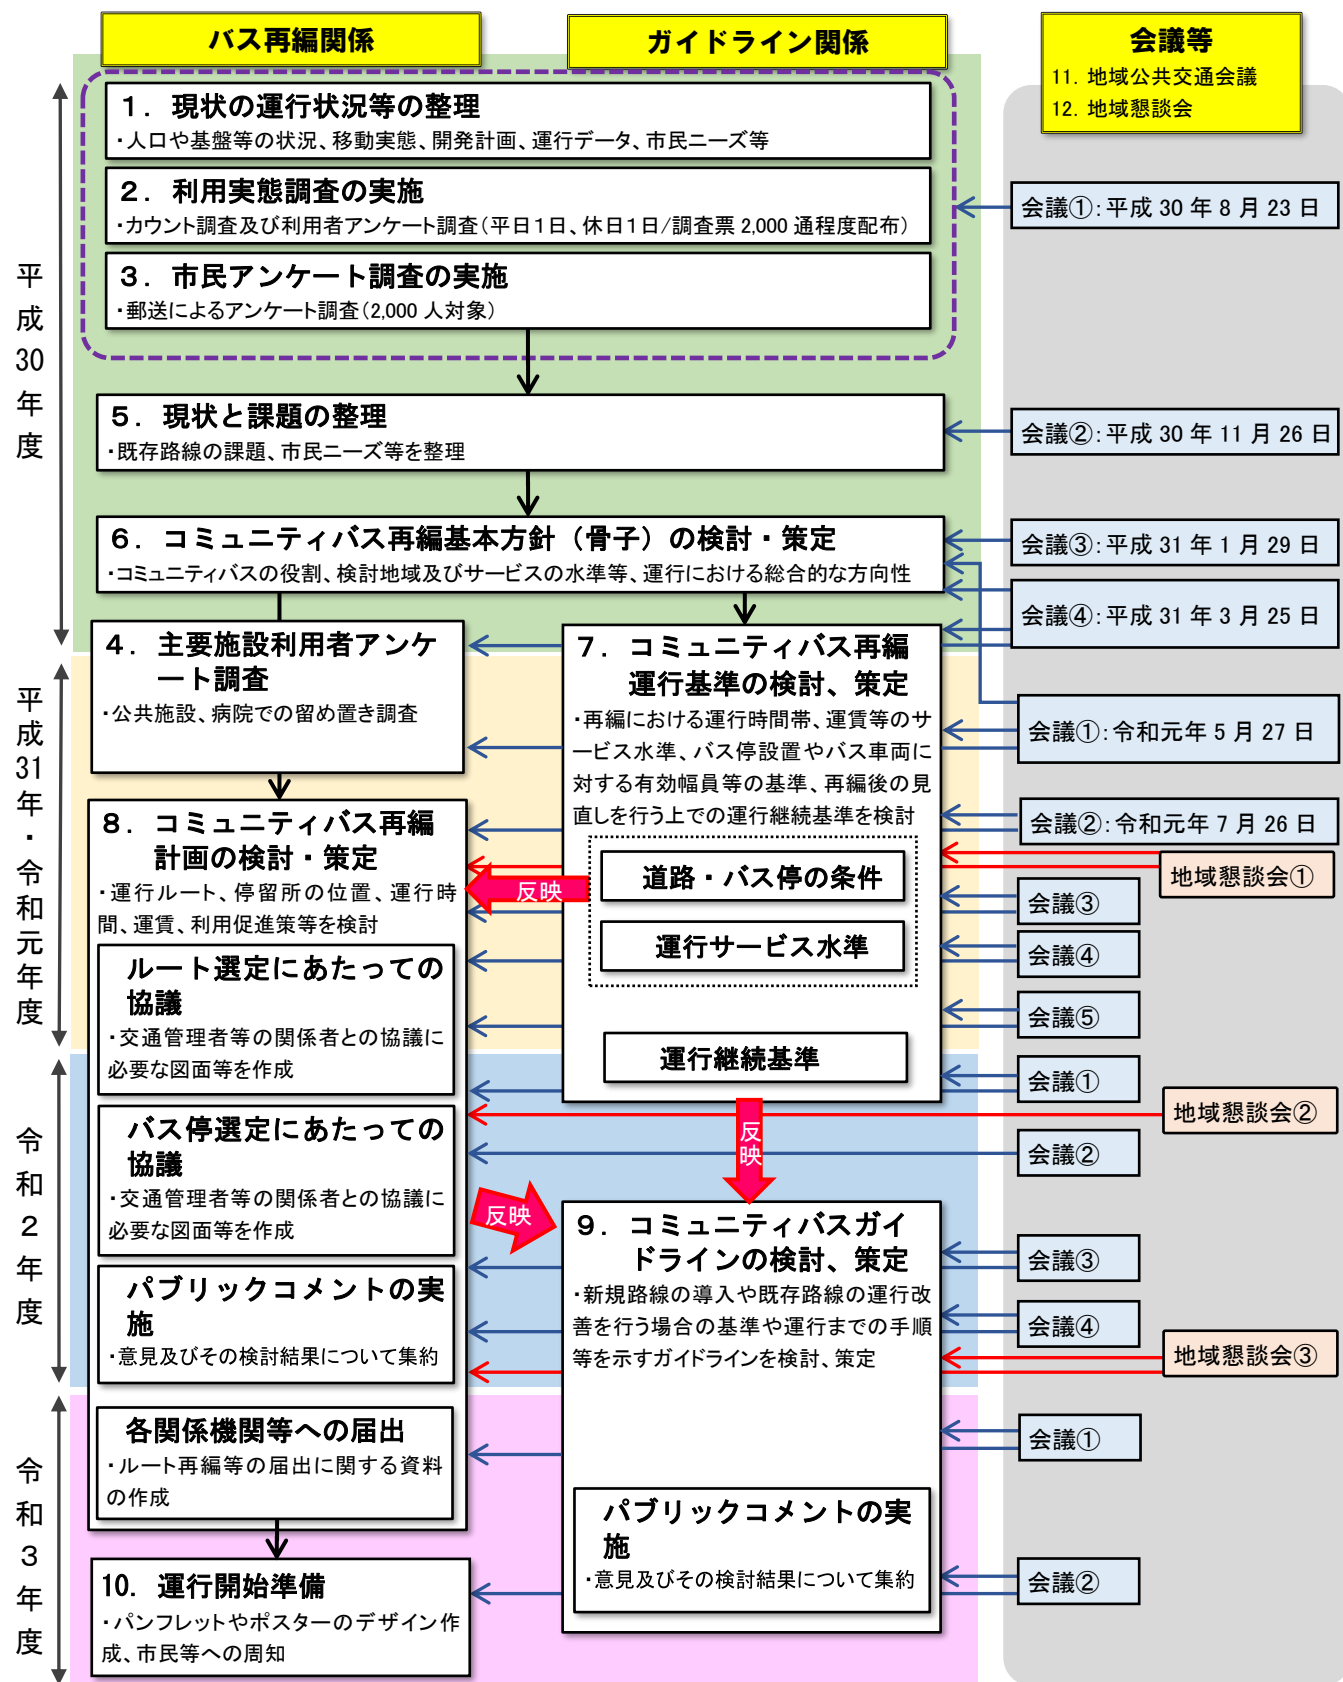 バス再編関係
ガイドライン関係
会議等
11. 地域公共交通会議
12. 地域懇談会
平成30年度
1. 現状の運行状況等の整理
・人口や基盤等の状況、移動実態、開発計画、運行データ、市民ニーズ等
2. 利用実態調査の実施
・カウント調査及び利用者アンケート調査(平日1日、休日1日/調査票 2,000 通程度配布)
3. 市民アンケート調査の実施
・郵送によるアンケート調査(2,000 人対象)
会議①:平成 30 年 8 月 23 日
5. 現状と課題の整理
・既存路線の課題、市民ニーズ等を整理
会議②:平成 30 年 11 月 26 日
6. コミュニティバス再編基本方針(骨子)の検討・策定
・コミュニティバスの役割、検討地域及びサービスの水準等、運行における総合的な方向性
会議③:平成 31 年 1 月 29 日
会議④:平成 31 年 3 月 25 日
平成31年・令和元年度
4. 主要施設利用者アンケ
ート調査
・公共施設、病院での留め置き調査
7. コミュニティバス再編
運行基準の検討、策定
・再編における運行時間帯、運賃等のサ
ービス水準、バス停設置やバス車両に
対する有効幅員等の基準、再編後の見
直しを行う上での運行継続基準を検討
道路・バス停の条件
運行サービス水準
運行継続基準
会議①:令和元年 5 月 27 日
会議②:令和元年 7 月 26 日
地域懇談会①
会議③
会議④
会議⑤
8. コミュニティバス再編
計画の検討・策定
・運行ルート、停留所の位置、運行時
間、運賃、利用促進策等を検討
反映
ルート選定にあたっての
協議
・交通管理者等の関係者との協議に
必要な図面等を作成
令和2年度
バス停選定にあたっての
協議
・交通管理者等の関係者との協議に
必要な図面等を作成
反映
反映
パブリックコメントの実
施
・意見及びその検討結果について集約
9. コミュニティバスガイ
ドラインの検討、策定
・新規路線の導入や既存路線の運行改
善を行う場合の基準や運行までの手順
等を示すガイドラインを検討、策定
会議①
地域懇談会②
会議②
会議③
会議④
地域懇談会③
令和3年度
各関係機関等への届出
・ルート再編等の届出に関する資料
の作成
パブリックコメントの実
施
・意見及びその検討結果について集約
会議①
会議②
10. 運行開始準備
・パンフレットやポスターのデザイン作
成、市民等への周知